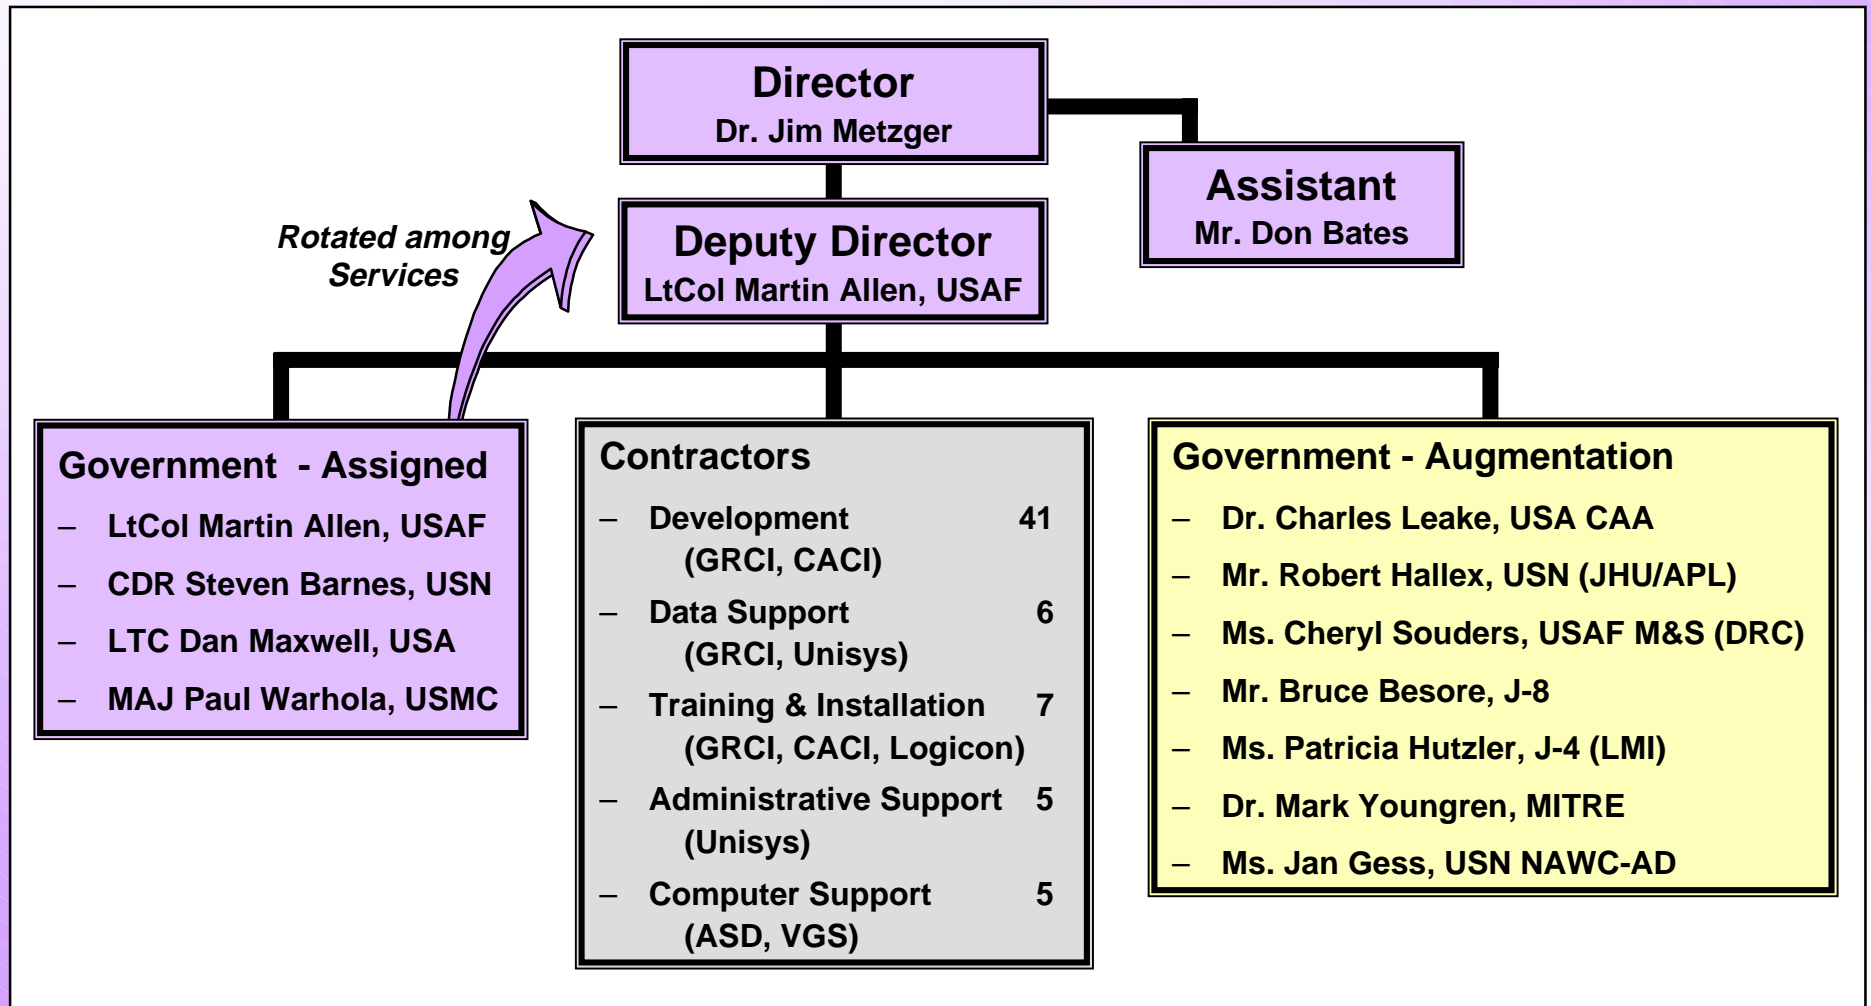 Director
Dr. Jim Metzger
Assistant
Mr. Don Bates
Rotated among
Services
Deputy Director
LtCol Martin Allen, USAF
Government - Assigned
– LtCol Martin Allen, USAF
– CDR Steven Barnes, USN
– LTC Dan Maxwell, USA
– MAJ Paul Warhola, USMC
Contractors
– Development 41
(GRCI, CACI)
– Data Support 6
(GRCI, Unisys)
– Training & Installation 7
(GRCI, CACI, Logicon)
– Administrative Support 5
(Unisys)
– Computer Support 5
(ASD, VGS)
Government - Augmentation
– Dr. Charles Leake, USA CAA
– Mr. Robert Hallex, USN (JHU/APL)
– Ms. Cheryl Souders, USAF M&S (DRC)
– Mr. Bruce Besore, J-8
– Ms. Patricia Hutzler, J-4 (LMI)
– Dr. Mark Youngren, MITRE
– Ms. Jan Gess, USN NAWC-AD